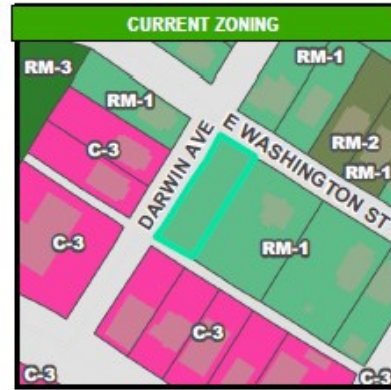 CURRENT ZONING
RM-3
RM-1
RM-1
C-3
DARWIN AVE
E WASHINGTON ST
RM-2
RM-1
C-3
RM-1
C-3
C-3
C-3